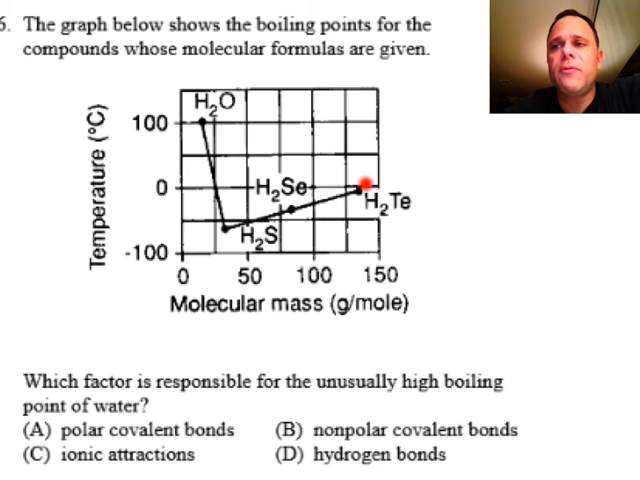 6. The graph below shows the boiling points for the
compounds whose molecular formulas are given.
Temperature (°C)
100
0
-100
H₂O
H₂Se
H₂Te
H₂S
0 50 100 150
Molecular mass (g/mole)
Which factor is responsible for the unusually high boiling
point of water?
(A) polar covalent bonds (B) nonpolar covalent bonds
(C) ionic attractions (D) hydrogen bonds